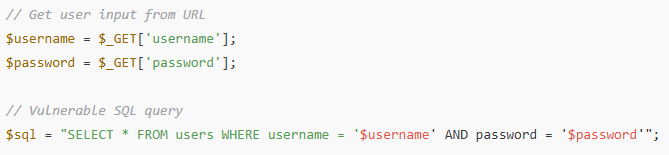 // Get user input from URL
$username = $_GET['username'];
$password = $_GET['password'];
// Vulnerable SQL query
$sql = "SELECT * FROM users WHERE username = '$username' AND password = '$password'";